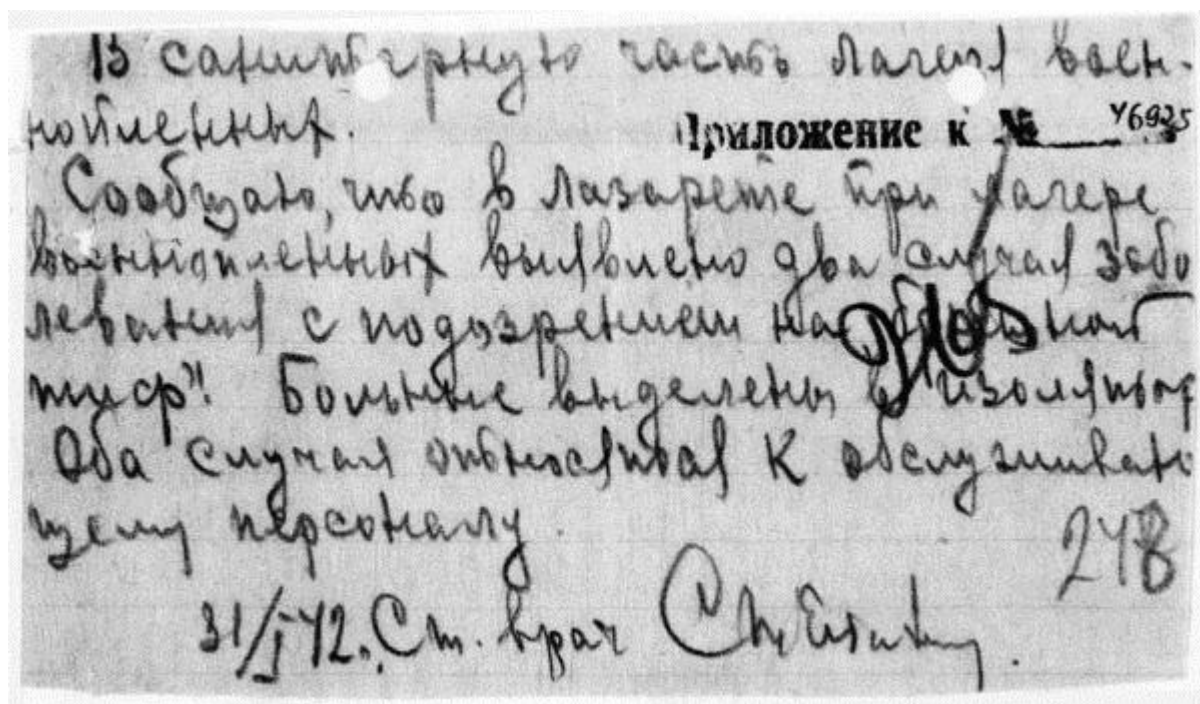 В санитарную часть лагеря воен-
нопленных.
Приложение к № 46925
Сообщаю, что в лазарете при лагере
военнопленных выявлено два случая забо
левания с подозрением на брюшной
тиф". Больные выделены в изолятор
Оба случая относятся к обслуживаю
щему персоналу.
248
31/I 42. Ст. врач